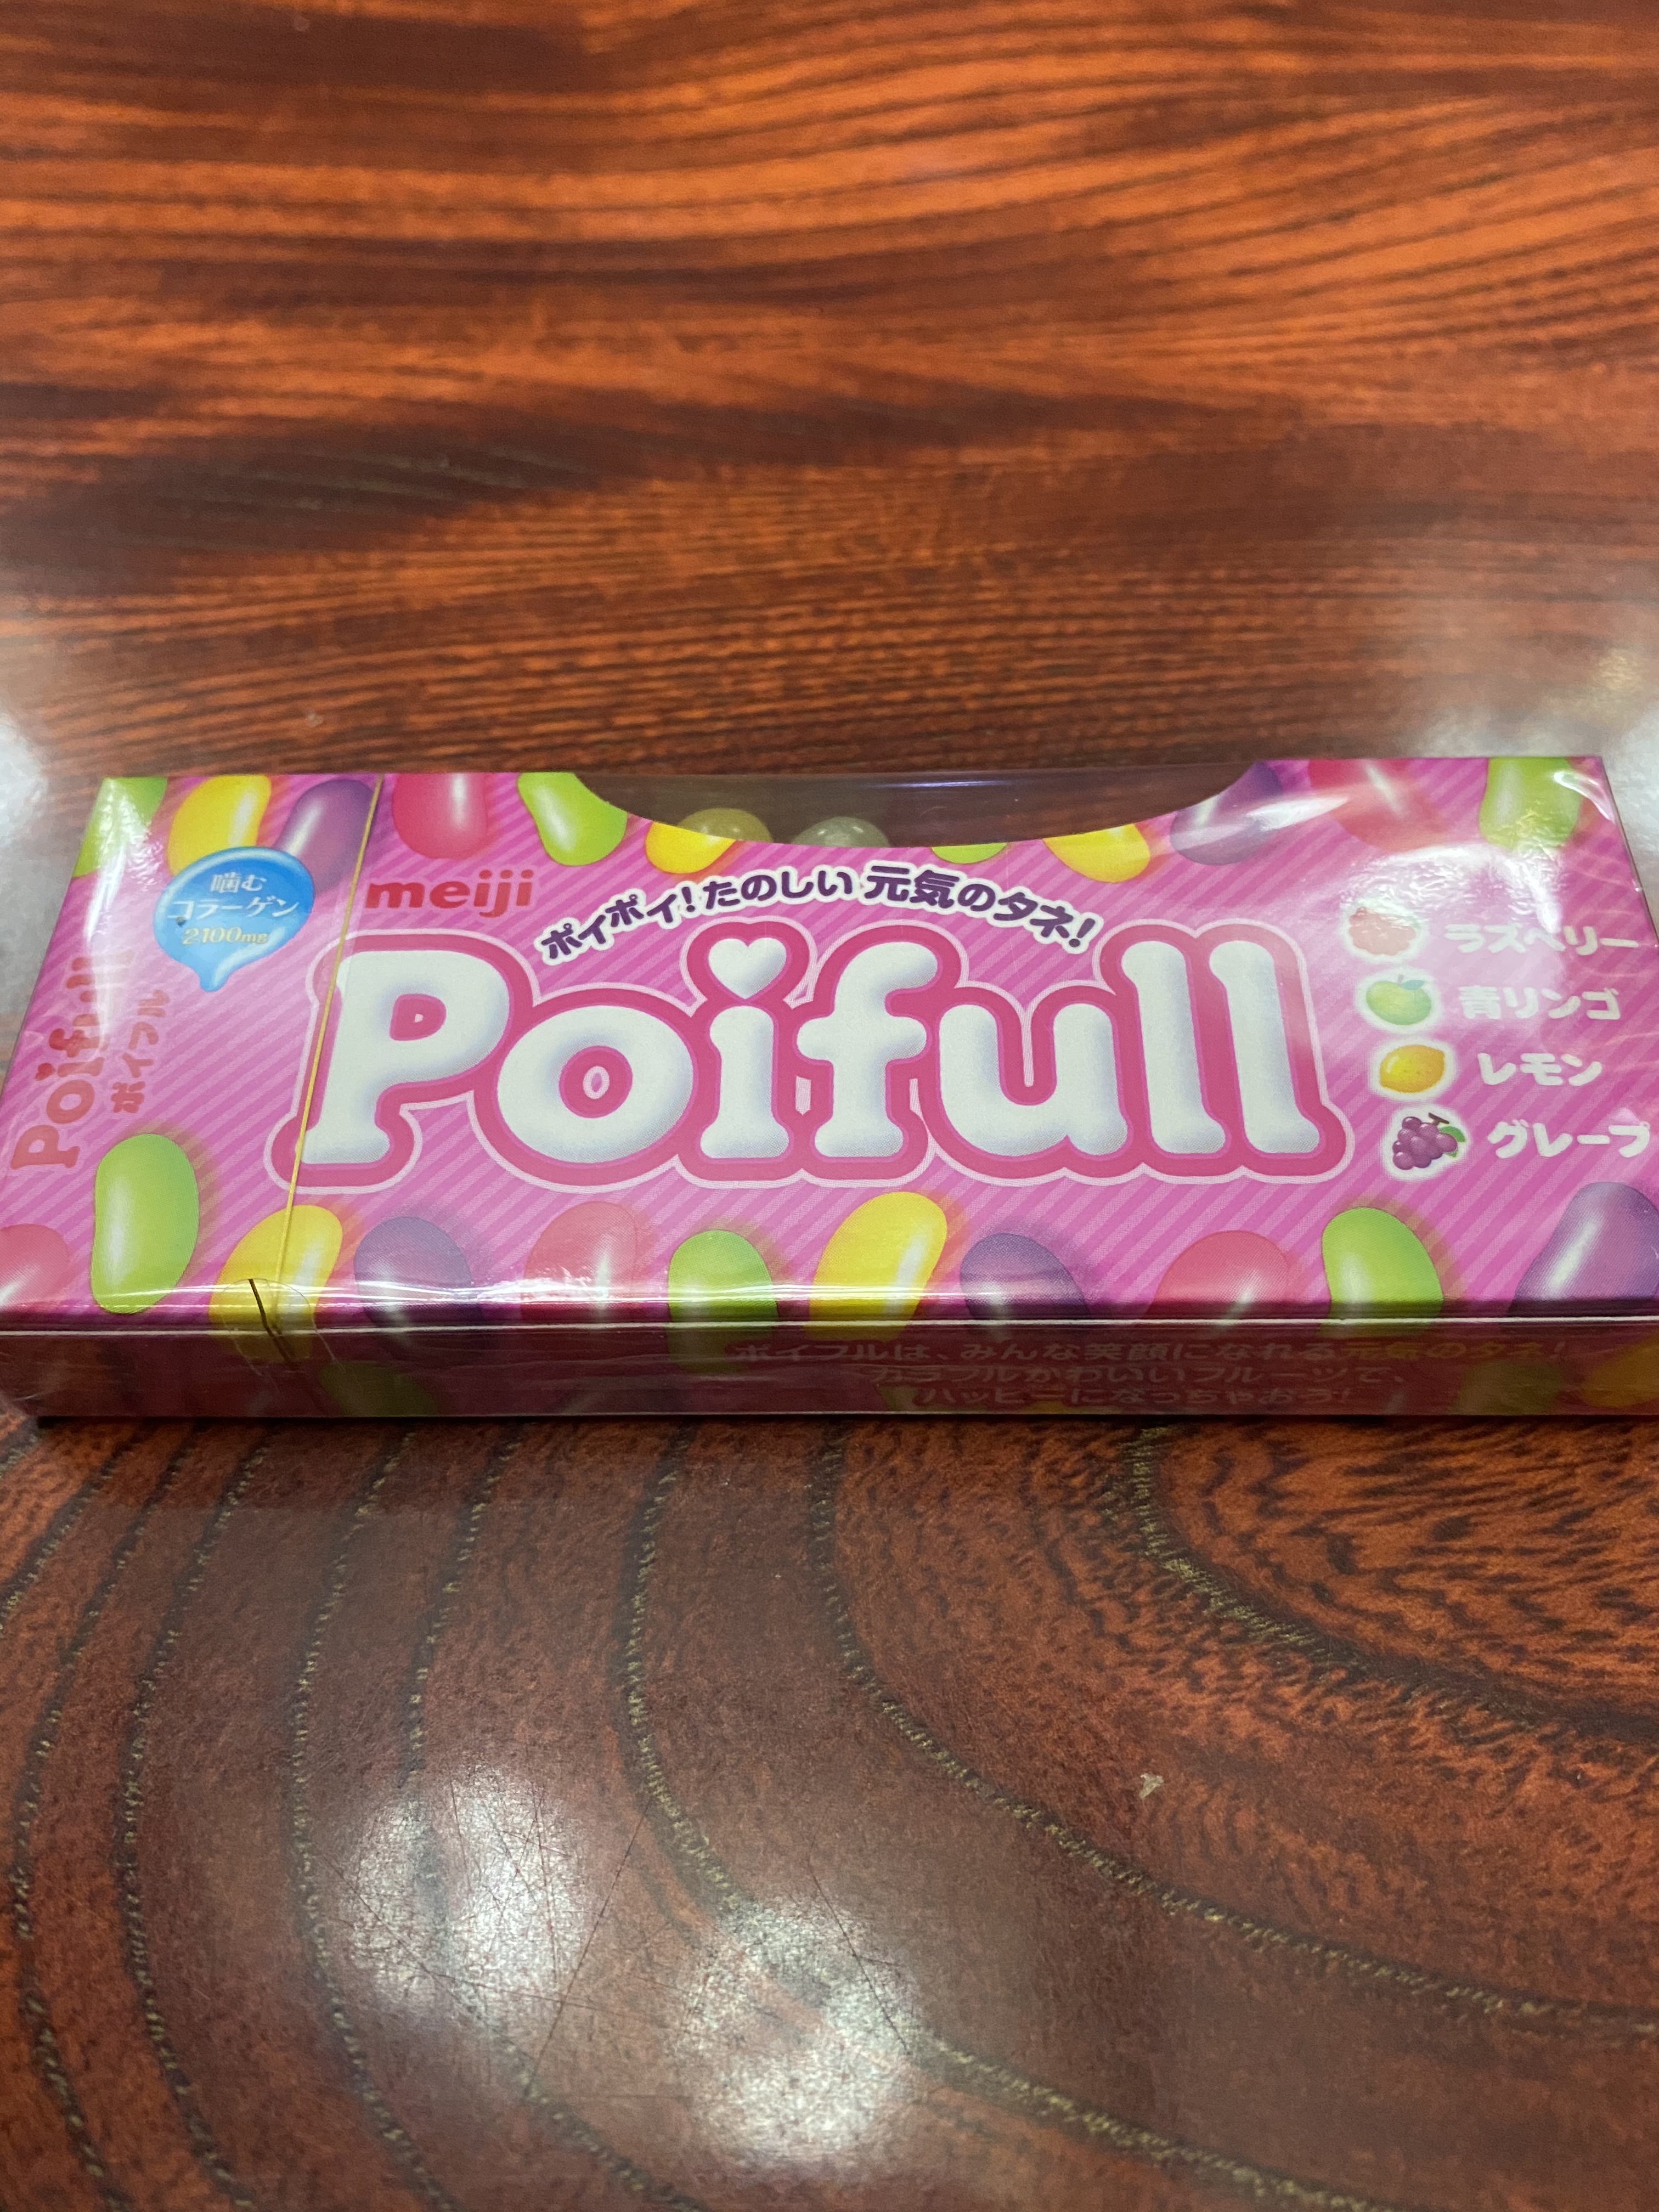 Poifull
ポイフル
噛む
コラーゲン
2100mg
meiji
ポイポイ!たのしい元気のタネ!
Poifull
ラズベリー
青リンゴ
レモン
グレープ
ポイフルは、みんな笑顔になれる元気のタネ!
カラフルかわいいフルーツで、
ハッピーになっちゃおう!